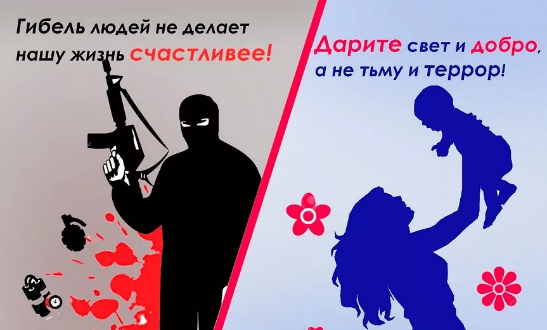 Гибель людей не делает
нашу жизнь счастливее!
Дарите свет и добро,
а не тьму и террор!